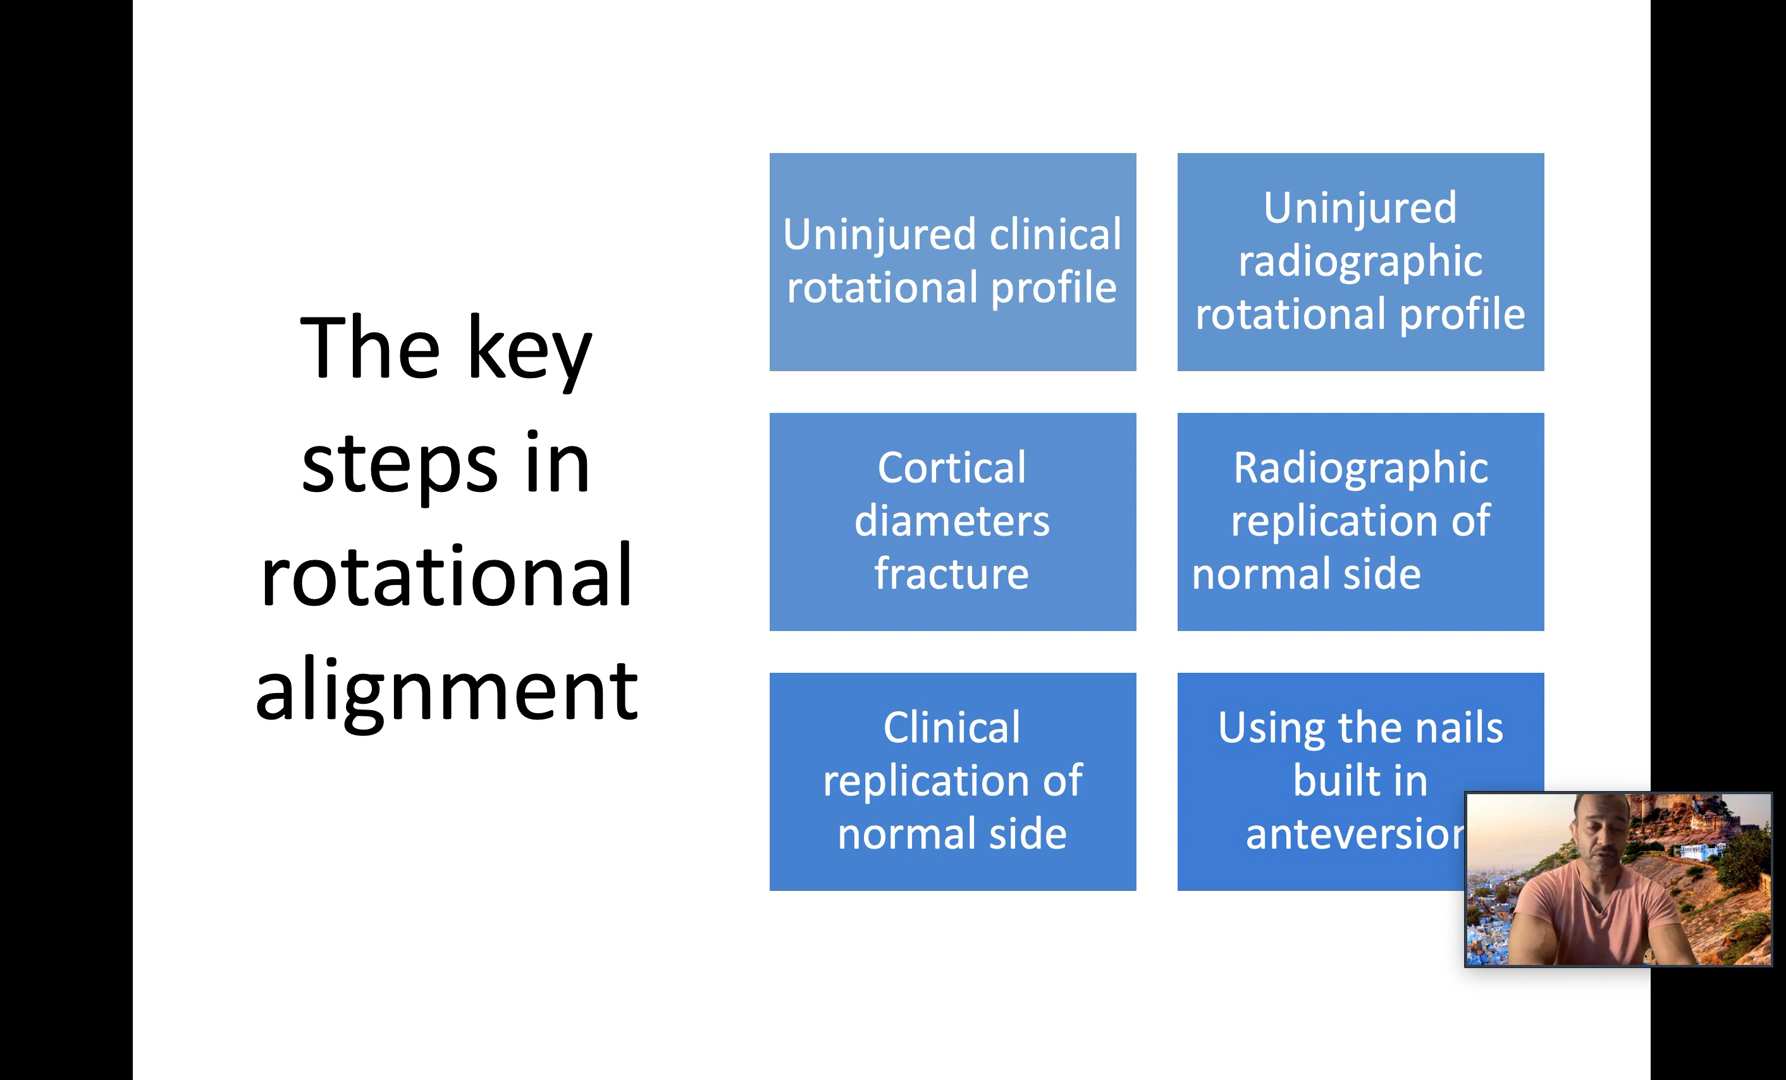 The key
steps in
rotational
alignment
Uninjured clinical
rotational profile
Uninjured
radiographic
rotational profile
Cortical
diameters
fracture
Radiographic
replication of
normal side
Clinical
replication of
normal side
Using the nails
built in
anteversion